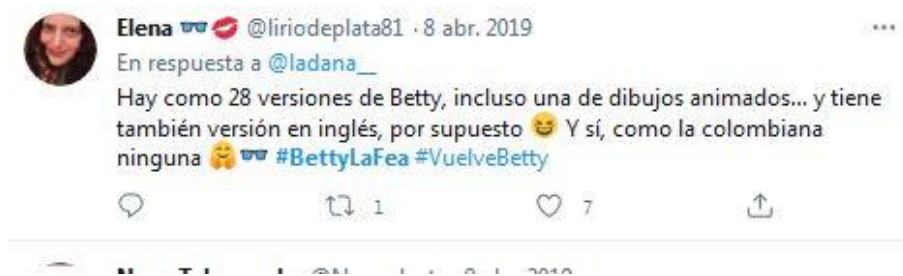 Elena 👓💋 @liriodeplata81 · 8 abr. 2019
En respuesta a @ladana__
Hay como 28 versiones de Betty, incluso una de dibujos animados... y tiene
también versión en inglés, por supuesto 😆 Y sí, como la colombiana
ninguna 🤗👓 #BettyLaFea #VuelveBetty
1 7